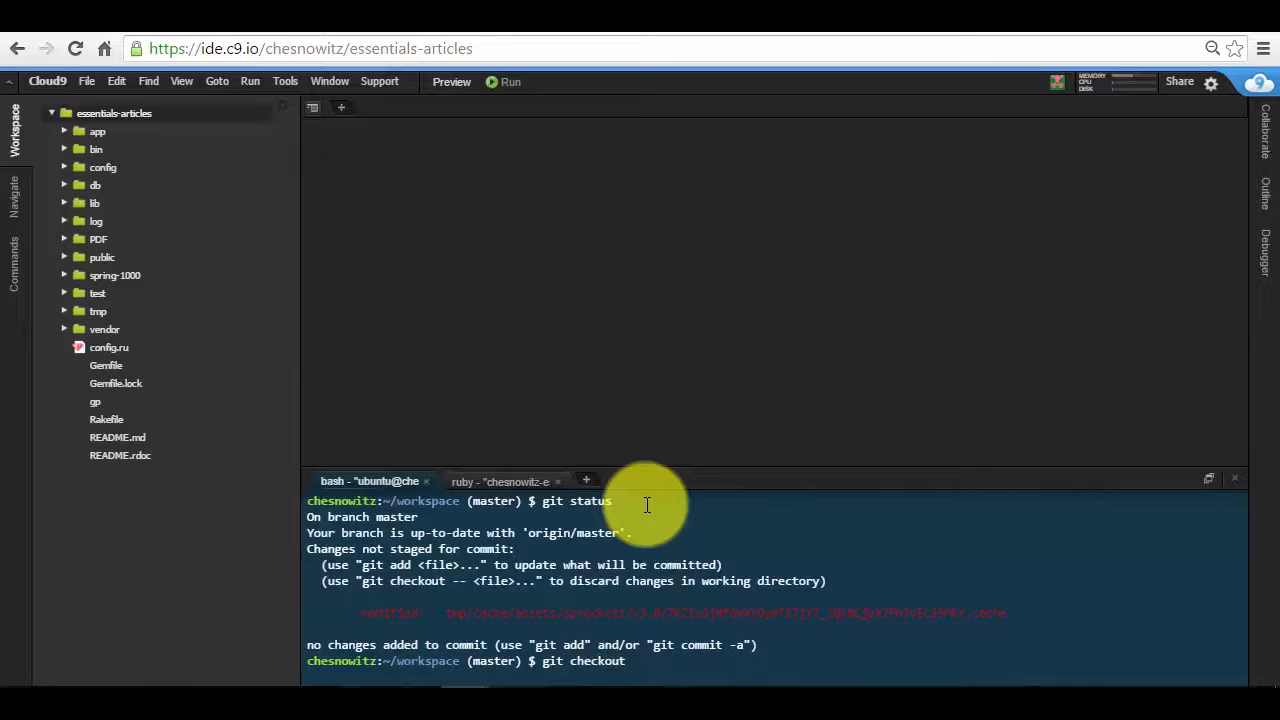 https://ide.c9.io/chesnowitz/essentials-articles
Cloud9 File Edit Find View Goto Run Tools Window Support Preview Run MEMORY CPU DISK Share
Workspace
Navigate
Commands
essentials-articles
app
bin
config
db
lib
log
PDF
public
spring-1000
test
tmp
vendor
config.ru
Gemfile
Gemfile.lock
gp
Rakefile
README.md
README.rdoc
Collaborate
Outline
Debugger
bash - "ubuntu@che
ruby - "chesnowitz-e
chesnowitz:~/workspace (master) $ git status
On branch master
Your branch is up-to-date with 'origin/master'.
Changes not staged for commit:
(use "git add <file>..." to update what will be committed)
(use "git checkout -- <file>..." to discard changes in working directory)
modified:
no changes added to commit (use "git add" and/or "git commit -a")
chesnowitz:~/workspace (master) $ git checkout